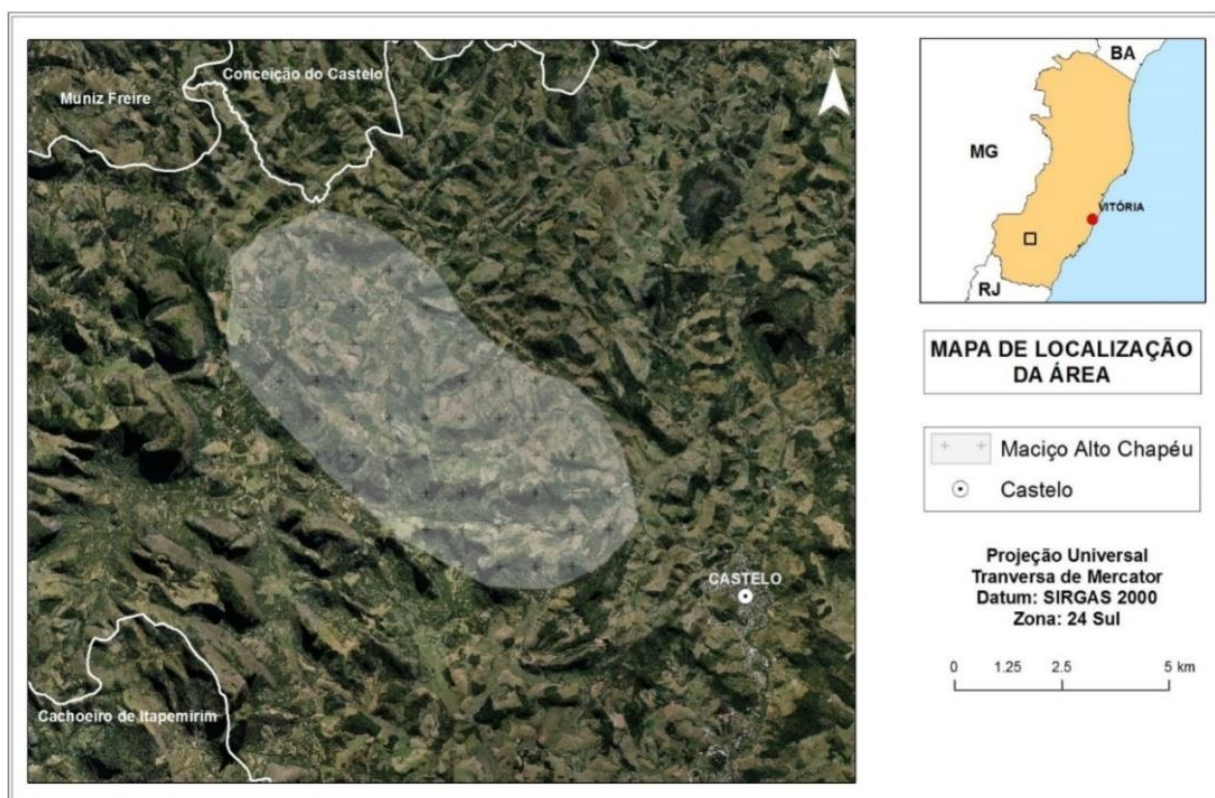 Conceição do Castelo
Muniz Freire
N
CASTELO
Cachoeiro de Itapemirim
BA
MG
VITÓRIA
RJ
MAPA DE LOCALIZAÇÃO
DA ÁREA
Maciço Alto Chapéu
Castelo
Projeção Universal
Tranversa de Mercator
Datum: SIRGAS 2000
Zona: 24 Sul
0 1.25 2.5 5 km